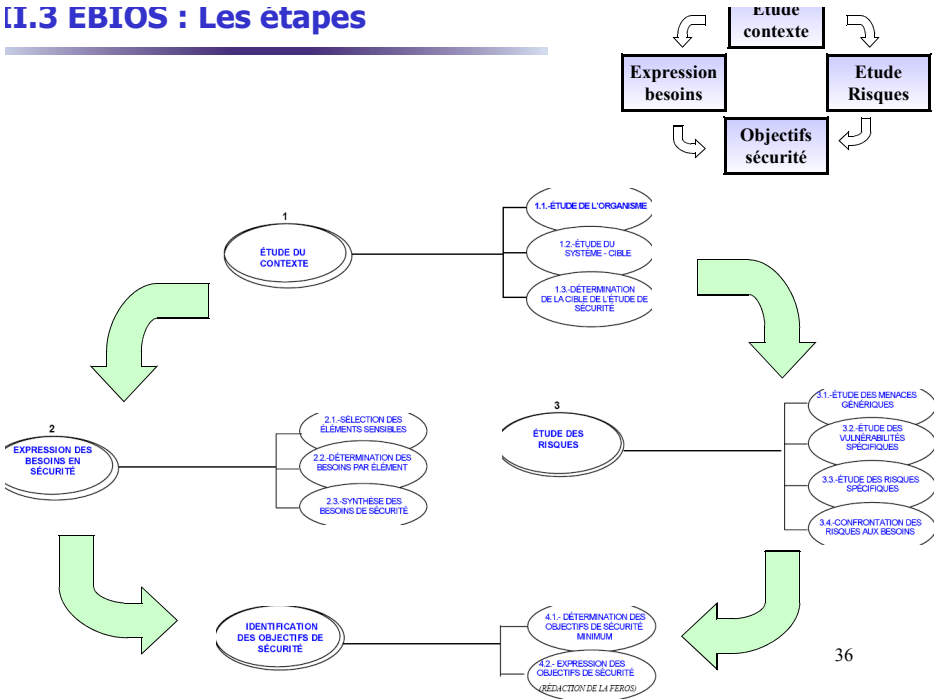 II.3 EBIOS : Les étapes
Etude
contexte
Expression
besoins
Etude
Risques
Objectifs
sécurité
1
ÉTUDE DU
CONTEXTE
1.1.-ÉTUDE DE L'ORGANISME
1.2.-ÉTUDE DU
SYSTÈME - CIBLE
1.3.-DÉTERMINATION
DE LA CIBLE DE L'ÉTUDE DE
SÉCURITÉ
2
EXPRESSION DES
BESOINS EN
SÉCURITÉ
2.1.-SÉLECTION DES
ÉLÉMENTS SENSIBLES
2.2.-DÉTERMINATION DES
BESOINS PAR ÉLÉMENT
2.3.-SYNTHÈSE DES
BESOINS DE SÉCURITÉ
3
ÉTUDE DES
RISQUES
3.1.-ÉTUDE DES MENACES
GÉNÉRIQUES
3.2.-ÉTUDE DES
VULNÉRABILITÉS
SPÉCIFIQUES
3.3.-ÉTUDE DES RISQUES
SPÉCIFIQUES
3.4.-CONFRONTATION DES
RISQUES AUX BESOINS
IDENTIFICATION
DES OBJECTIFS DE
SÉCURITÉ
4.1.- DÉTERMINATION DES
OBJECTIFS DE SÉCURITÉ
MINIMUM
4.2.- EXPRESSION DES
OBJECTIFS DE SÉCURITÉ
(RÉDACTION DE LA FEROS)
36